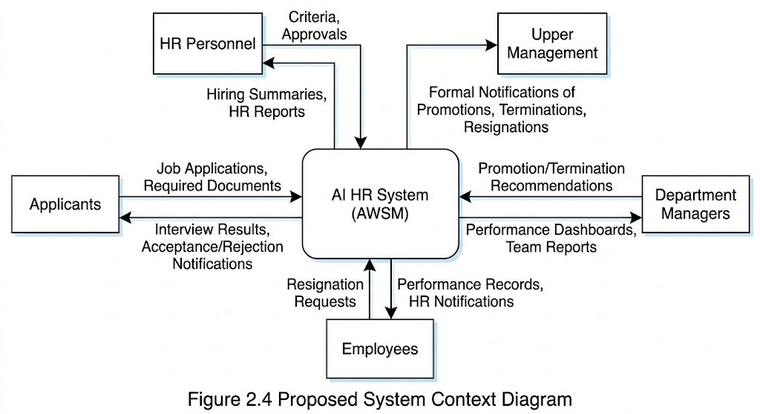 HR Personnel
Criteria,
Approvals
Upper
Management
Hiring Summaries,
HR Reports
Formal Notifications of
Promotions, Terminations,
Resignations
Applicants
Job Applications,
Required Documents
Interview Results,
Acceptance/Rejection
Notifications
AI HR System
(AWSM)
Promotion/Termination
Recommendations
Performance Dashboards,
Team Reports
Department
Managers
Resignation
Requests
Performance Records,
HR Notifications
Employees
Figure 2.4 Proposed System Context Diagram